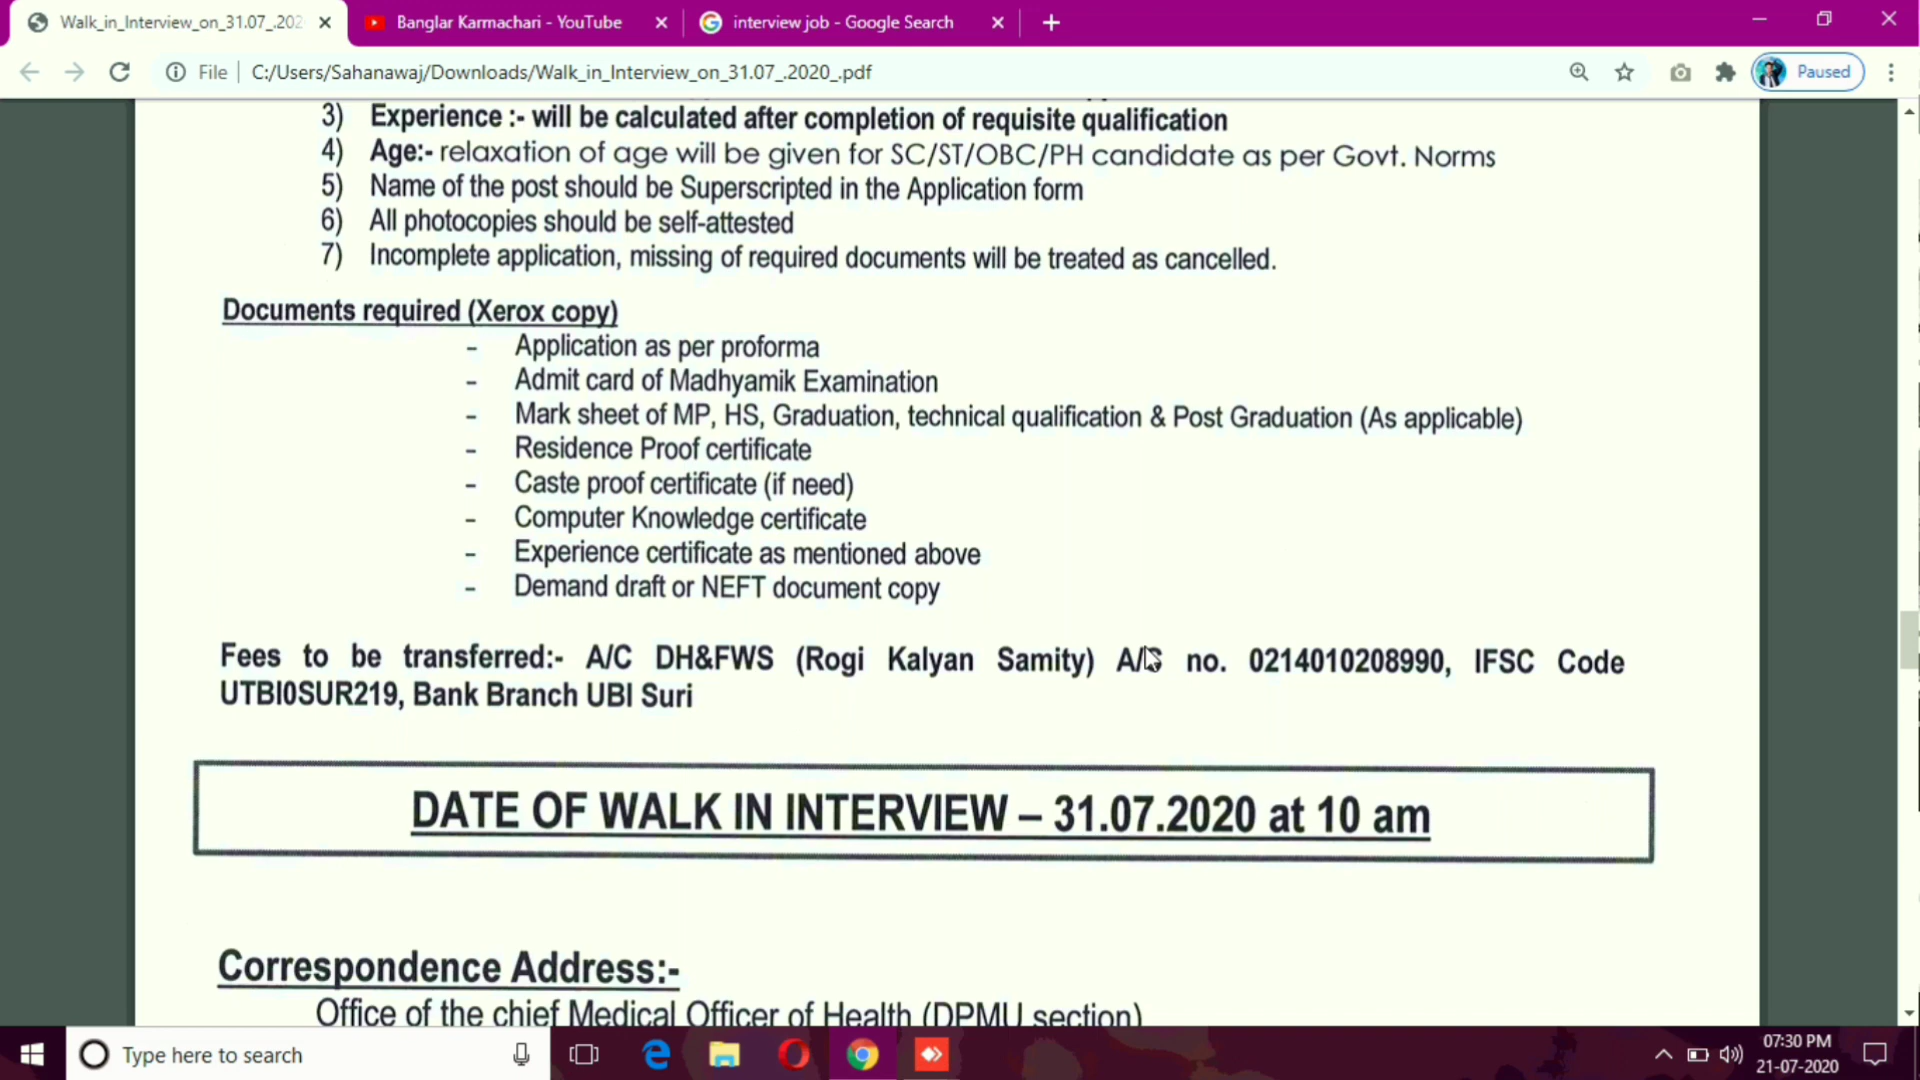 Walk_in_Interview_on_31.07_.202
Banglar Karmachari - YouTube
interview job - Google Search
File
C:/Users/Sahanawaj/Downloads/Walk_in_Interview_on_31.07_.2020_.pdf
Paused
3) Experience :- will be calculated after completion of requisite qualification
4) Age:- relaxation of age will be given for SC/ST/OBC/PH candidate as per Govt. Norms
5) Name of the post should be Superscripted in the Application form
6) All photocopies should be self-attested
7) Incomplete application, missing of required documents will be treated as cancelled.
Documents required (Xerox copy)
- Application as per proforma
- Admit card of Madhyamik Examination
- Mark sheet of MP, HS, Graduation, technical qualification & Post Graduation (As applicable)
- Residence Proof certificate
- Caste proof certificate (if need)
- Computer Knowledge certificate
- Experience certificate as mentioned above
- Demand draft or NEFT document copy
Fees to be transferred:- A/C DH&FWS (Rogi Kalyan Samity) A/C no. 0214010208990, IFSC Code
UTBI0SUR219, Bank Branch UBI Suri
DATE OF WALK IN INTERVIEW – 31.07.2020 at 10 am
Correspondence Address:-
Office of the chief Medical Officer of Health (DPMU section)
Type here to search
07:30 PM
21-07-2020